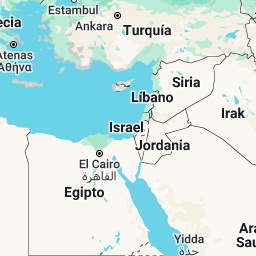 Estambul
Ankara
Turquía
ecia
Atenas
Αθήνα
Siria
Líbano
Irak
Israel
Jordania
El Cairo
القاهرة
Egipto
Ara
Sau
Yidda
جدة